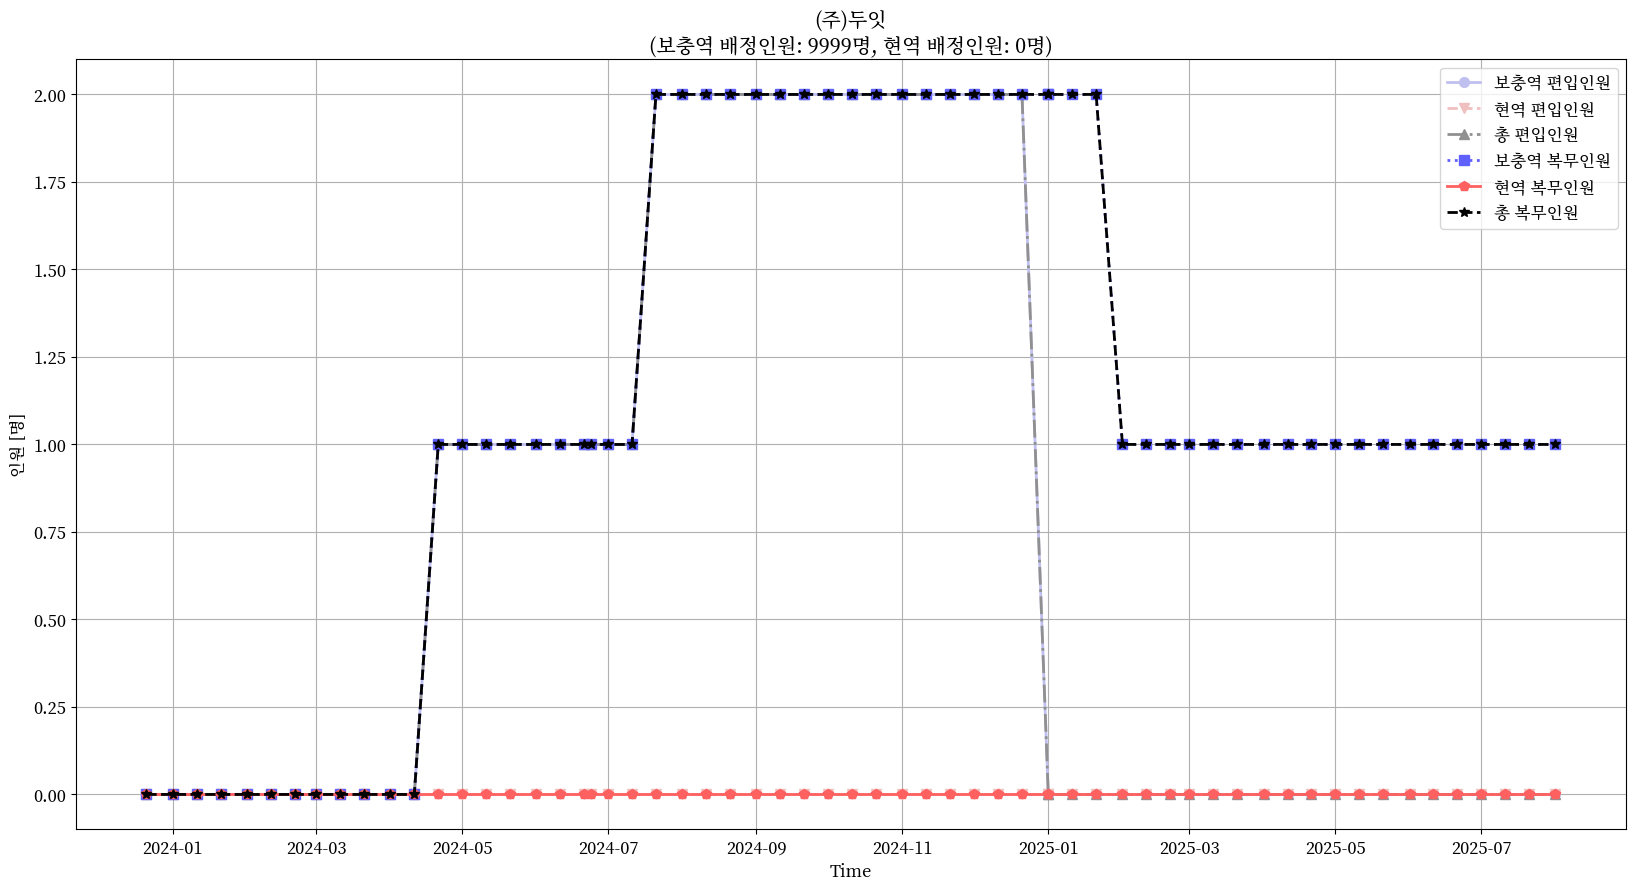 (주)두잇
(보충역 배정인원: 9999명, 현역 배정인원: 0명)
보충역 편입인원
현역 편입인원
총 편입인원
보충역 복무인원
현역 복무인원
총 복무인원
인원 [명]
2.00
1.75
1.50
1.25
1.00
0.75
0.50
0.25
0.00
2024-01
2024-03
2024-05
2024-07
2024-09
2024-11
2025-01
2025-03
2025-05
2025-07
Time